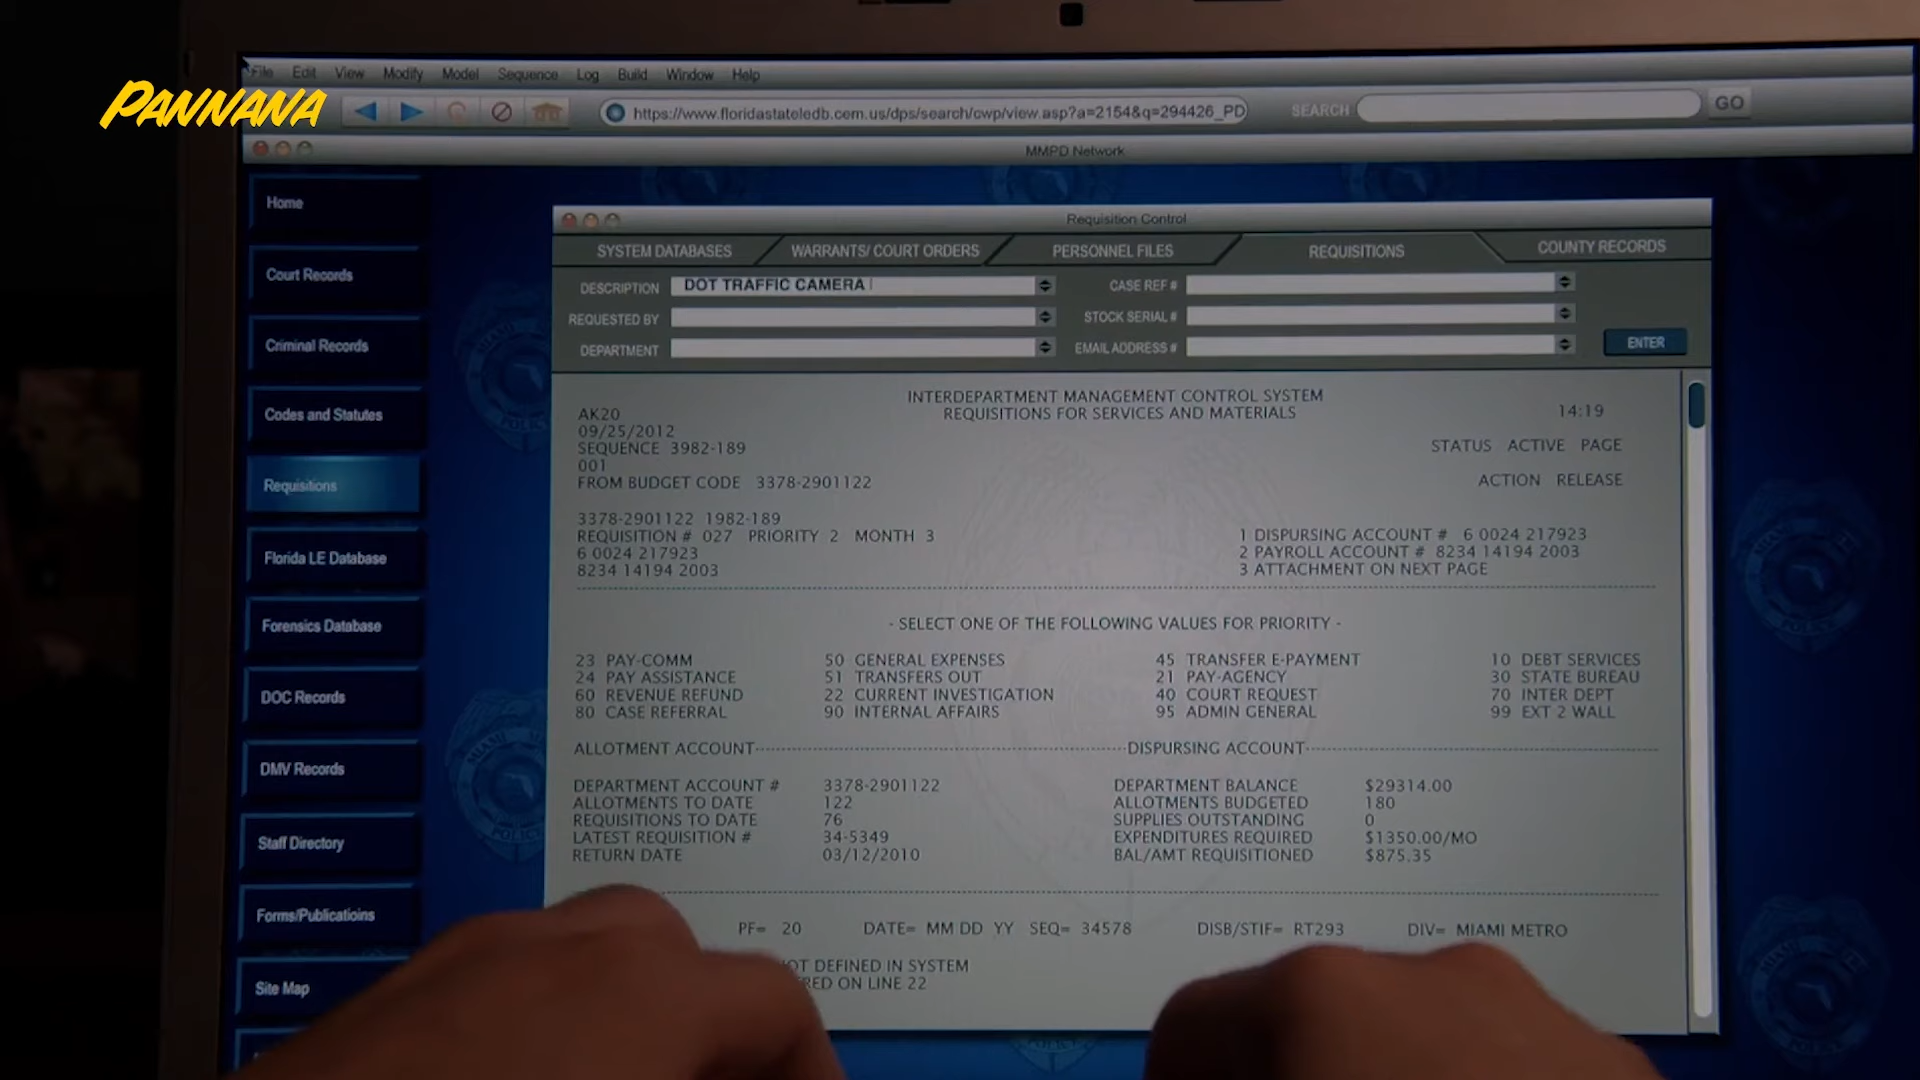 PANNANA
File Edit View Modify Model Sequence Log Build Window Help
https://www.floridastateledb.cem.us/dps/search/cwp/view.asp?a=2154&q=294426_PD SEARCH GO
MMPD Network
Home
Court Records
Criminal Records
Codes and Statutes
Requisitions
Florida LE Database
Forensics Database
DOC Records
DMV Records
Staff Directory
Forms/Publicatioins
Site Map
Requisition Control
SYSTEM DATABASES WARRANTS/ COURT ORDERS PERSONNEL FILES REQUISITIONS COUNTY RECORDS
DESCRIPTION DOT TRAFFIC CAMERA CASE REF #
REQUESTED BY STOCK SERIAL #
DEPARTMENT EMAIL ADDRESS # ENTER
INTERDEPARTMENT MANAGEMENT CONTROL SYSTEM
AK20 REQUISITIONS FOR SERVICES AND MATERIALS 14:19
09/25/2012
SEQUENCE 3982-189 STATUS ACTIVE PAGE
001
FROM BUDGET CODE 3378-2901122 ACTION RELEASE
3378-2901122 1982-189
REQUISITION # 027 PRIORITY 2 MONTH 3 1 DISPURSING ACCOUNT # 6 0024 217923
6 0024 217923 2 PAYROLL ACCOUNT # 8234 14194 2003
8234 14194 2003 3 ATTACHMENT ON NEXT PAGE
- SELECT ONE OF THE FOLLOWING VALUES FOR PRIORITY -
23 PAY-COMM 50 GENERAL EXPENSES 45 TRANSFER E-PAYMENT 10 DEBT SERVICES
24 PAY ASSISTANCE 51 TRANSFERS OUT 21 PAY-AGENCY 30 STATE BUREAU
60 REVENUE REFUND 22 CURRENT INVESTIGATION 40 COURT REQUEST 70 INTER DEPT
80 CASE REFERRAL 90 INTERNAL AFFAIRS 95 ADMIN GENERAL 99 EXT 2 WALL
ALLOTMENT ACCOUNT DISPURSING ACCOUNT
DEPARTMENT ACCOUNT # 3378-2901122 DEPARTMENT BALANCE $29314.00
ALLOTMENTS TO DATE 122 ALLOTMENTS BUDGETED 180
REQUISITIONS TO DATE 76 SUPPLIES OUTSTANDING 0
LATEST REQUISITION # 34-5349 EXPENDITURES REQUIRED $1350.00/MO
RETURN DATE 03/12/2010 BAL/AMT REQUISITIONED $875.35
PF= 20 DATE= MM DD YY SEQ= 34578 DISB/STIF= RT293 DIV= MIAMI METRO
DEFINED IN SYSTEM
ON LINE 22